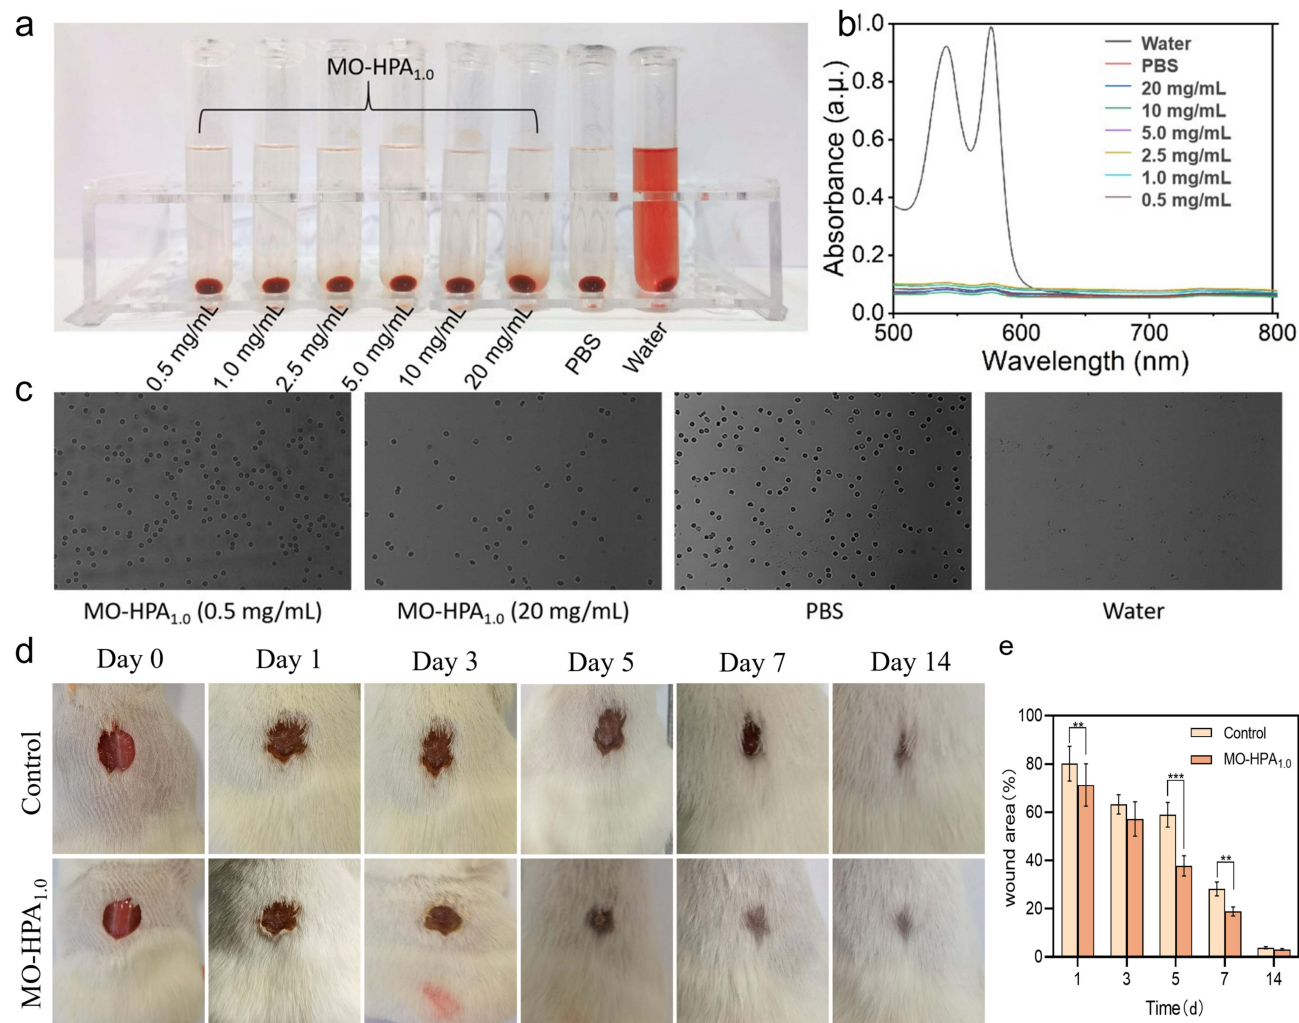 a
MO-HPA1.0
0.5 mg/mL
1.0 mg/mL
2.5 mg/mL
5.0 mg/mL
10 mg/mL
20 mg/mL
PBS
Water
b
1.0
0.8
0.6
0.4
0.2
0.0
Absorbance (a.μ.)
500
600
700
800
Wavelength (nm)
Water
PBS
20 mg/mL
10 mg/mL
5.0 mg/mL
2.5 mg/mL
1.0 mg/mL
0.5 mg/mL
c
MO-HPA1.0 (0.5 mg/mL)
MO-HPA1.0 (20 mg/mL)
PBS
Water
d
Day 0
Day 1
Day 3
Day 5
Day 7
Day 14
Control
MO-HPA1.0
e
100
80
60
40
20
0
wound area(%)
**
***
**
Control
MO-HPA1.0
1
3
5
7
14
Time(d)